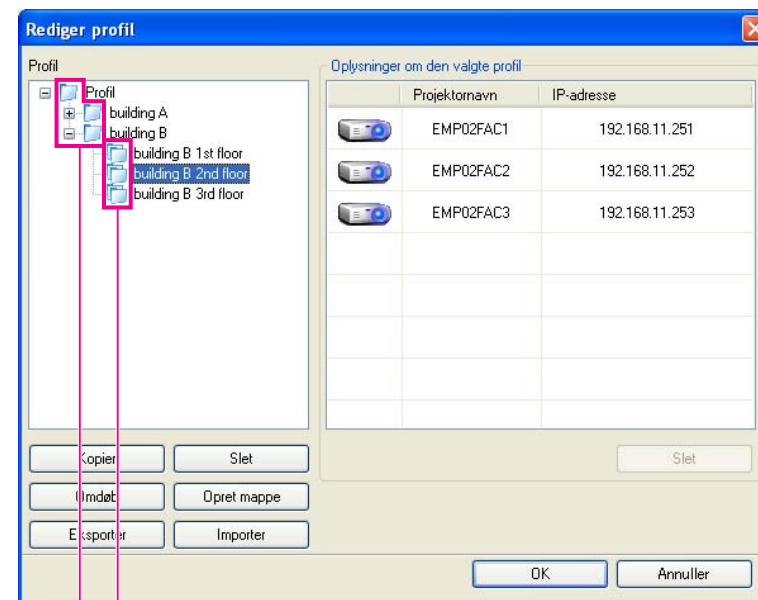 Rediger profil
Profil
Oplysninger om den valgte profil
Profil
building A
building B
building B 1st floor
building B 2nd floor
building B 3rd floor
Projektornavn IP-adresse
EMP02FAC1 192.168.11.251
EMP02FAC2 192.168.11.252
EMP02FAC3 192.168.11.253
Kopier Slet
Slet
Omdøb Opret mappe
Eksporter Importer
OK Annuller